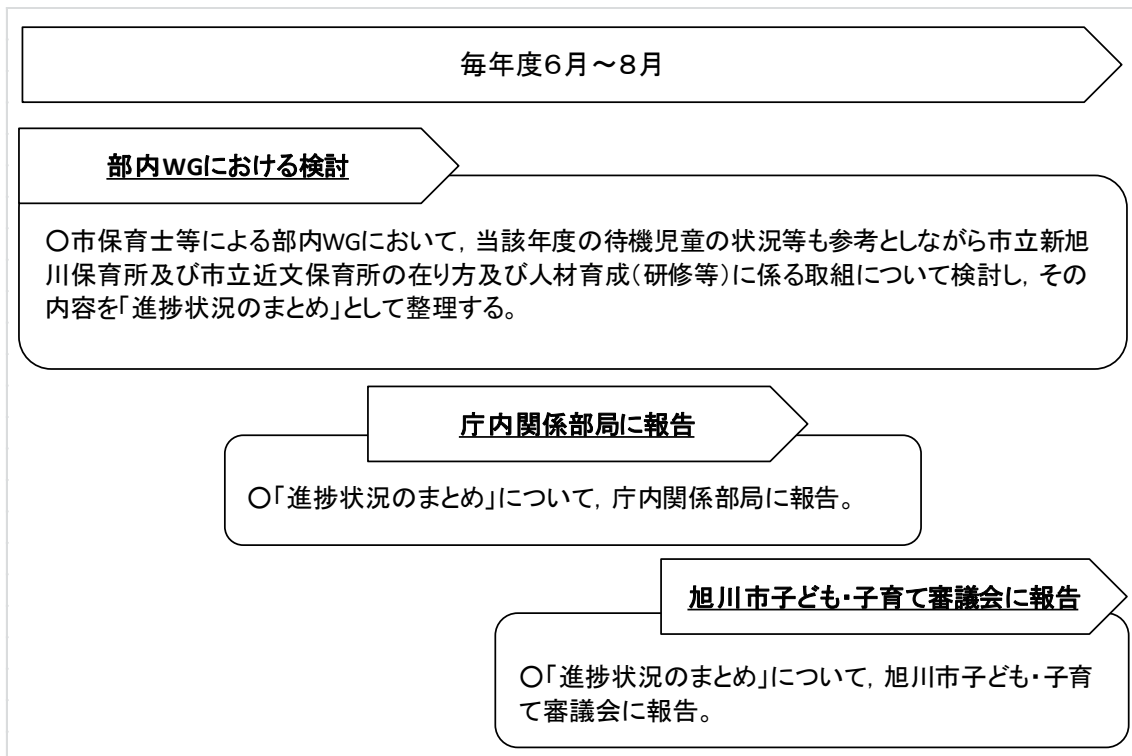 毎年度6月～8月
部内WGにおける検討
〇市保育士等による部内WGにおいて，当該年度の待機児童の状況等も参考としながら市立新旭
川保育所及び市立近文保育所の在り方及び人材育成（研修等）に係る取組について検討し，その
内容を「進捗状況のまとめ」として整理する。
庁内関係部局に報告
〇「進捗状況のまとめ」について，庁内関係部局に報告。
旭川市子ども・子育て審議会に報告
〇「進捗状況のまとめ」について，旭川市子ども・子育
て審議会に報告。